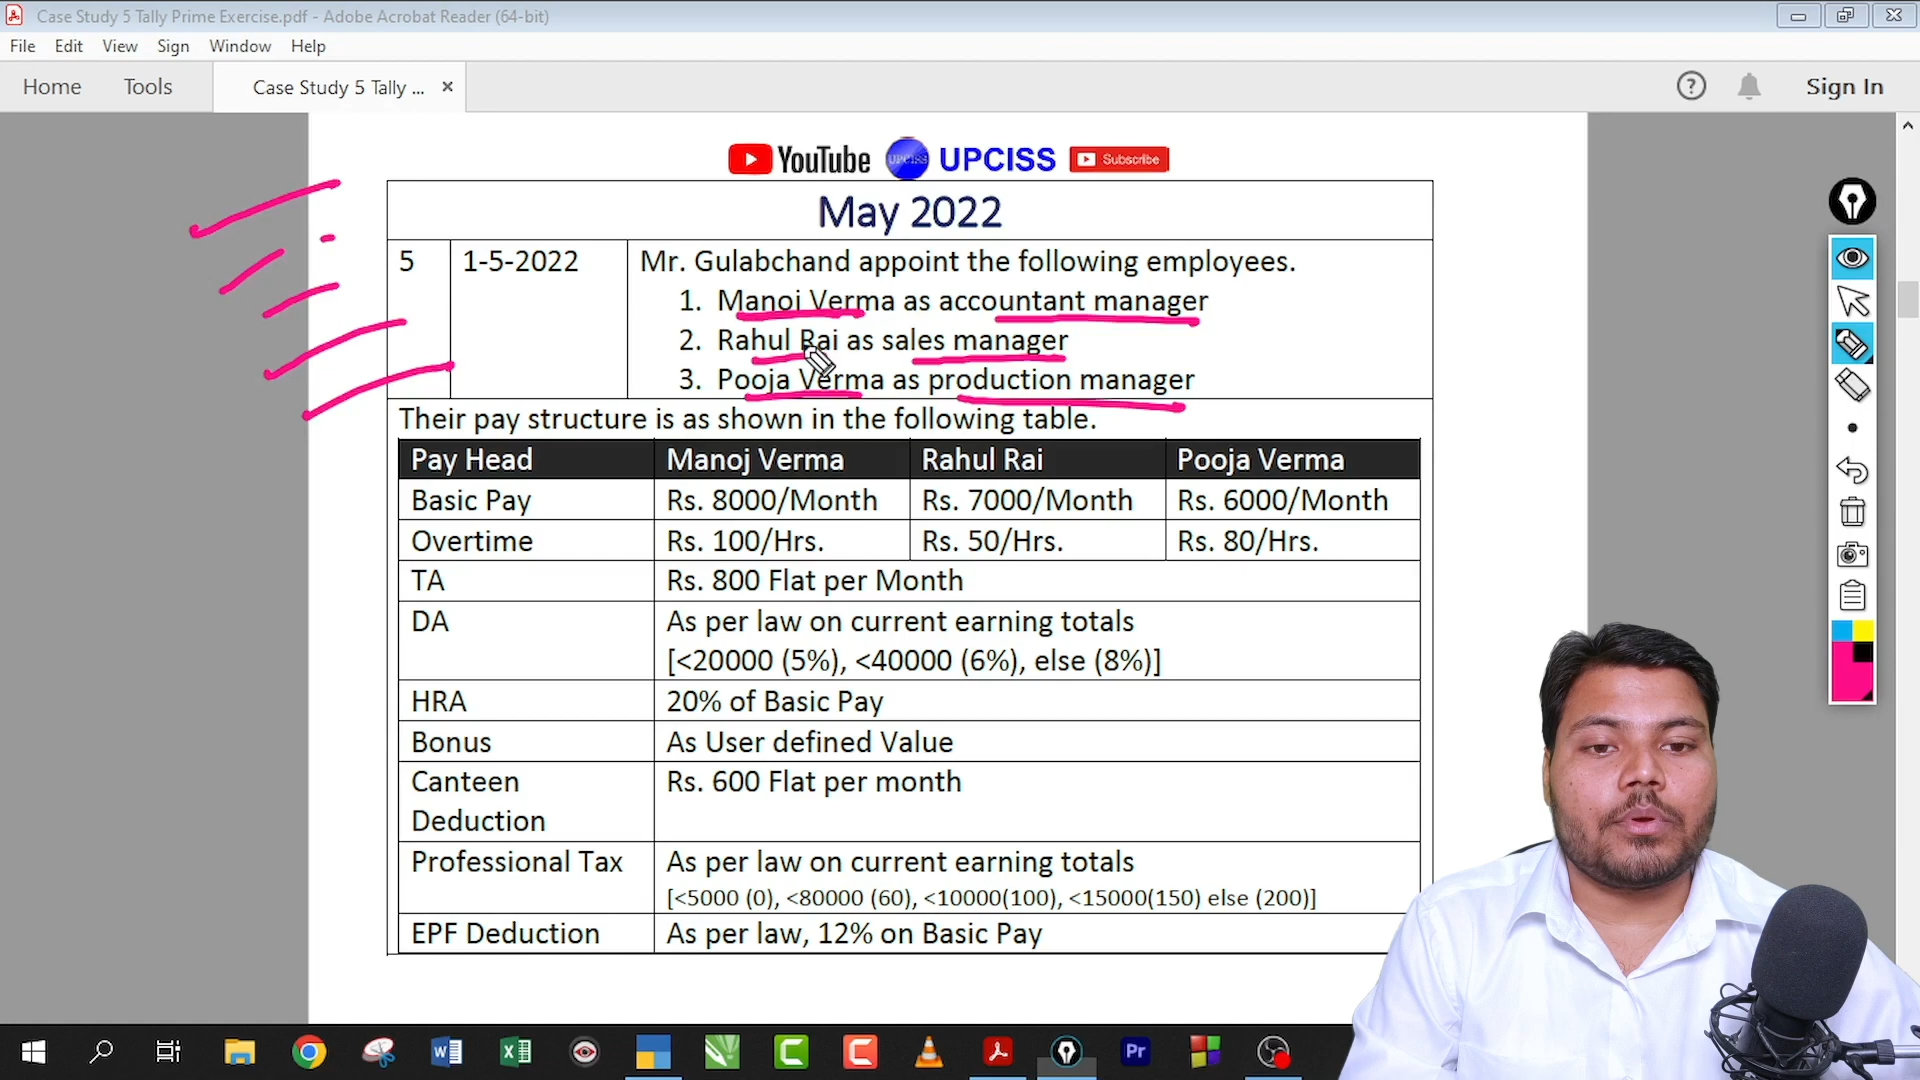 Case Study 5 Tally Prime Exercise.pdf - Adobe Acrobat Reader (64-bit)
File Edit View Sign Window Help
Home Tools Case Study 5 Tally ... Sign In
YouTube UPCISS UPCISS Subscribe
May 2022
5 1-5-2022 Mr. Gulabchand appoint the following employees.
1. Manoj Verma as accountant manager
2. Rahul Rai as sales manager
3. Pooja Verma as production manager
Their pay structure is as shown in the following table.
Pay Head Manoj Verma Rahul Rai Pooja Verma
Basic Pay Rs. 8000/Month Rs. 7000/Month Rs. 6000/Month
Overtime Rs. 100/Hrs. Rs. 50/Hrs. Rs. 80/Hrs.
TA Rs. 800 Flat per Month
DA As per law on current earning totals
[<20000 (5%), <40000 (6%), else (8%)]
HRA 20% of Basic Pay
Bonus As User defined Value
Canteen Rs. 600 Flat per month
Deduction
Professional Tax As per law on current earning totals
[<5000 (0), <80000 (60), <10000(100), <15000(150) else (200)]
EPF Deduction As per law, 12% on Basic Pay
Pr